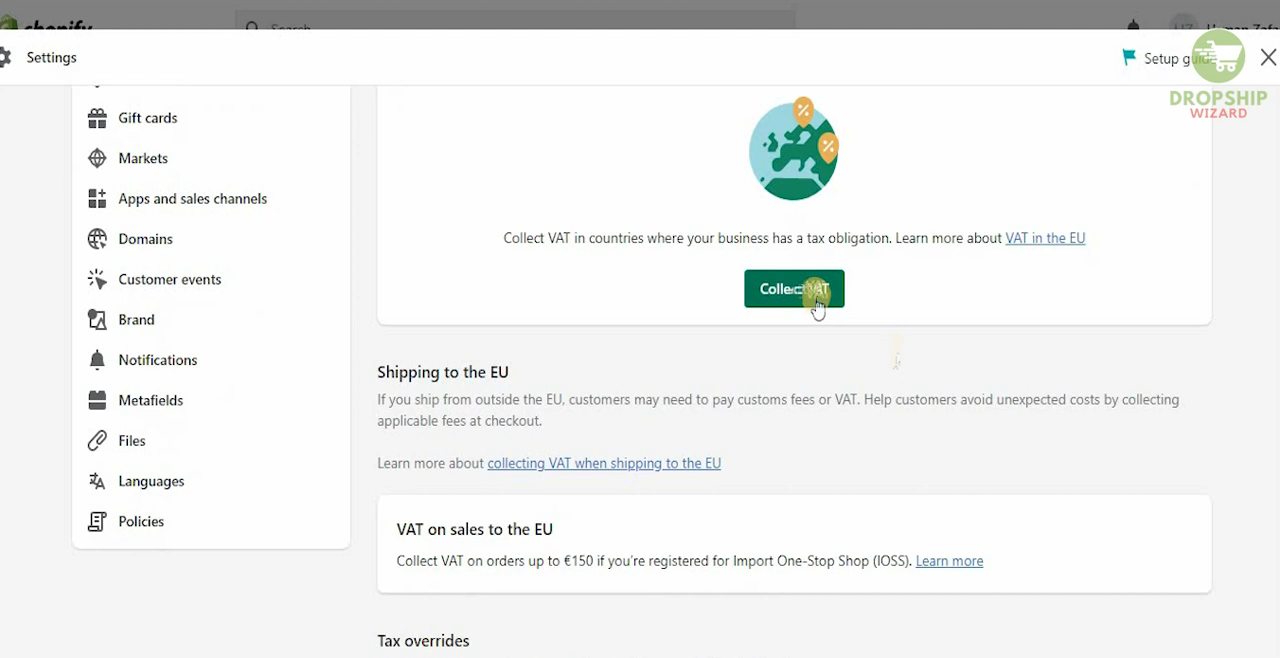 shopify
Search
Settings
Setup guide
DROPSHIP
WIZARD
Gift cards
Markets
Apps and sales channels
Domains
Customer events
Brand
Notifications
Metafields
Files
Languages
Policies
Collect VAT in countries where your business has a tax obligation. Learn more about VAT in the EU
Collect VAT
Shipping to the EU
If you ship from outside the EU, customers may need to pay customs fees or VAT. Help customers avoid unexpected costs by collecting
applicable fees at checkout.
Learn more about collecting VAT when shipping to the EU
VAT on sales to the EU
Collect VAT on orders up to €150 if you're registered for Import One-Stop Shop (IOSS). Learn more
Tax overrides